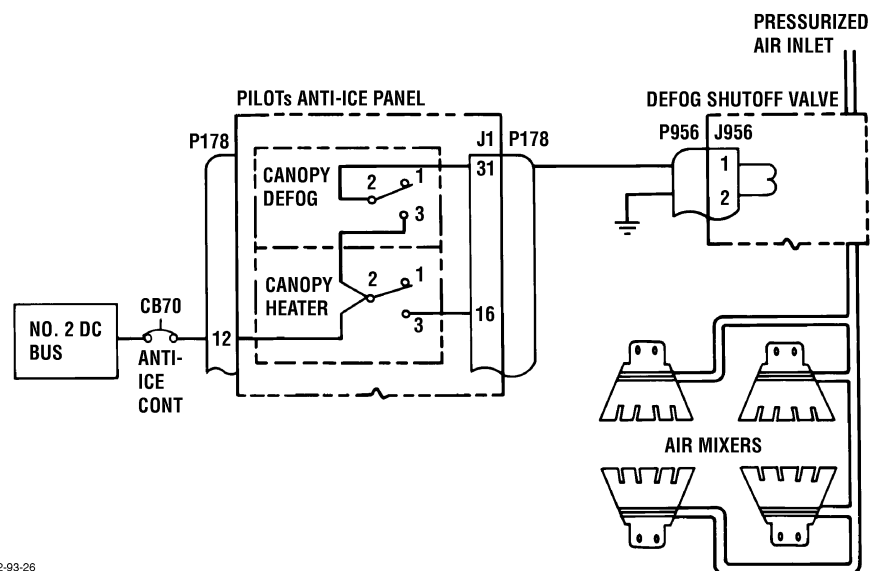 PRESSURIZED
AIR INLET
PILOTs ANTI-ICE PANEL
DEFOG SHUTOFF VALVE
P178
J1
P178
P956
J956
CANOPY
DEFOG
2
1
3
31
1
2
CANOPY
HEATER
2
1
3
16
NO. 2 DC
BUS
CB70
12
ANTI-
ICE
CONT
AIR MIXERS
2-93-26